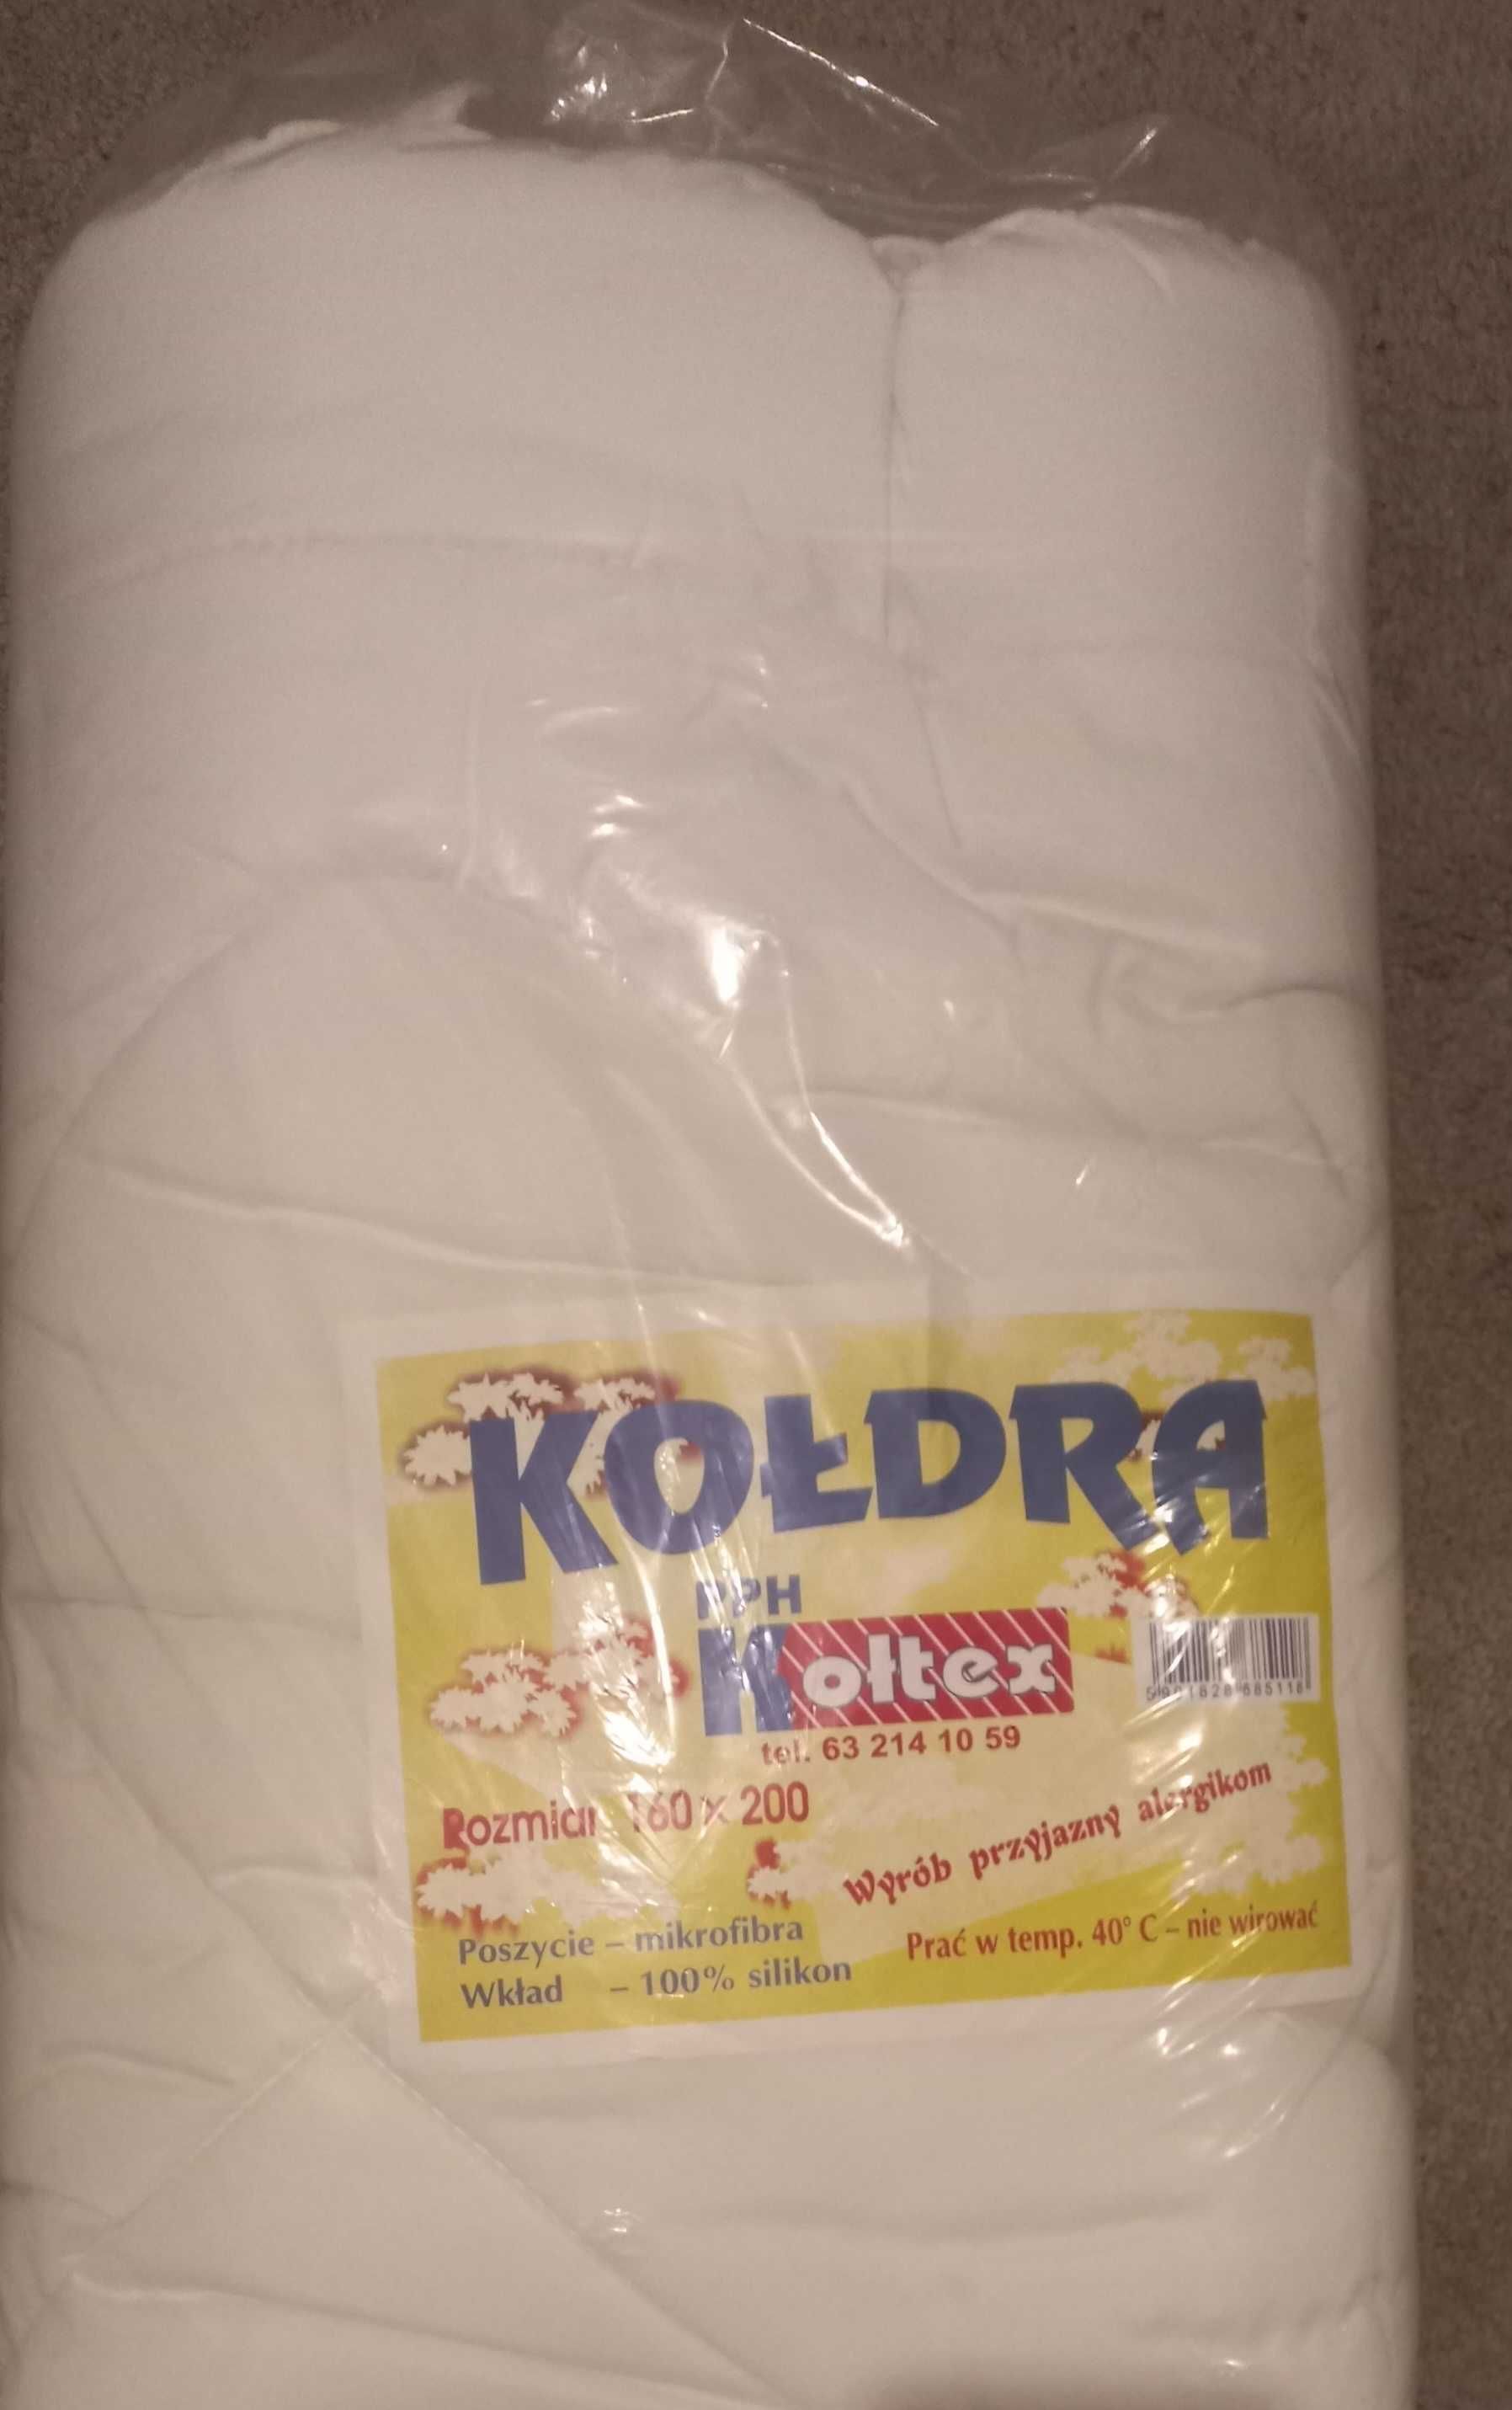 KOŁDRA
PPH
Kołtex
tel. 63 214 10 59
Rozmiar 160 x 200
Wyrób przyjazny alergikom
Poszycie – mikrofibra
Wkład – 100% silikon
Prać w temp. 40° C – nie wirować